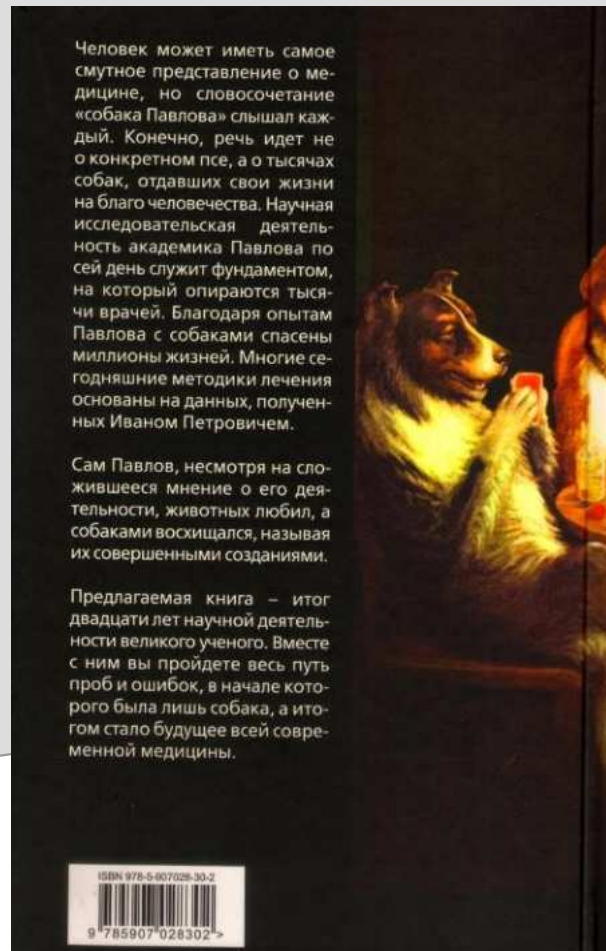 Человек может иметь самое
смутное представление о ме-
дицине, но словосочетание
«собака Павлова» слышал каж-
дый. Конечно, речь идет не
о конкретном псе, а о тысячах
собак, отдавших свои жизни
на благо человечества. Научная
исследовательская деятель-
ность академика Павлова по
сей день служит фундаментом,
на который опираются тыся-
чи врачей. Благодаря опытам
Павлова с собаками спасены
миллионы жизней. Многие се-
годняшние методики лечения
основаны на данных, получен-
ных Иваном Петровичем.
Сам Павлов, несмотря на сло-
жившееся мнение о его дея-
тельности, животных любил, а
собаками восхищался, называя
их совершенными созданиями.
Предлагаемая книга – итог
двадцати лет научной деятель-
ности великого ученого. Вместе
с ним вы пройдете весь путь
проб и ошибок, в начале кото-
рого была лишь собака, а ито-
гом стало будущее всей совре-
менной медицины.
ISBN 978-5-907028-30-2
9 785907 028302 >